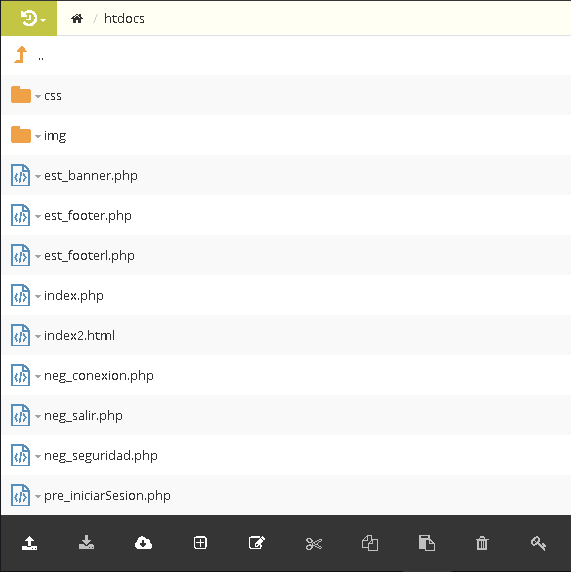 / htdocs
..
css
img
est_banner.php
est_footer.php
est_footerl.php
index.php
index2.html
neg_conexion.php
neg_salir.php
neg_seguridad.php
pre_iniciarSesion.php